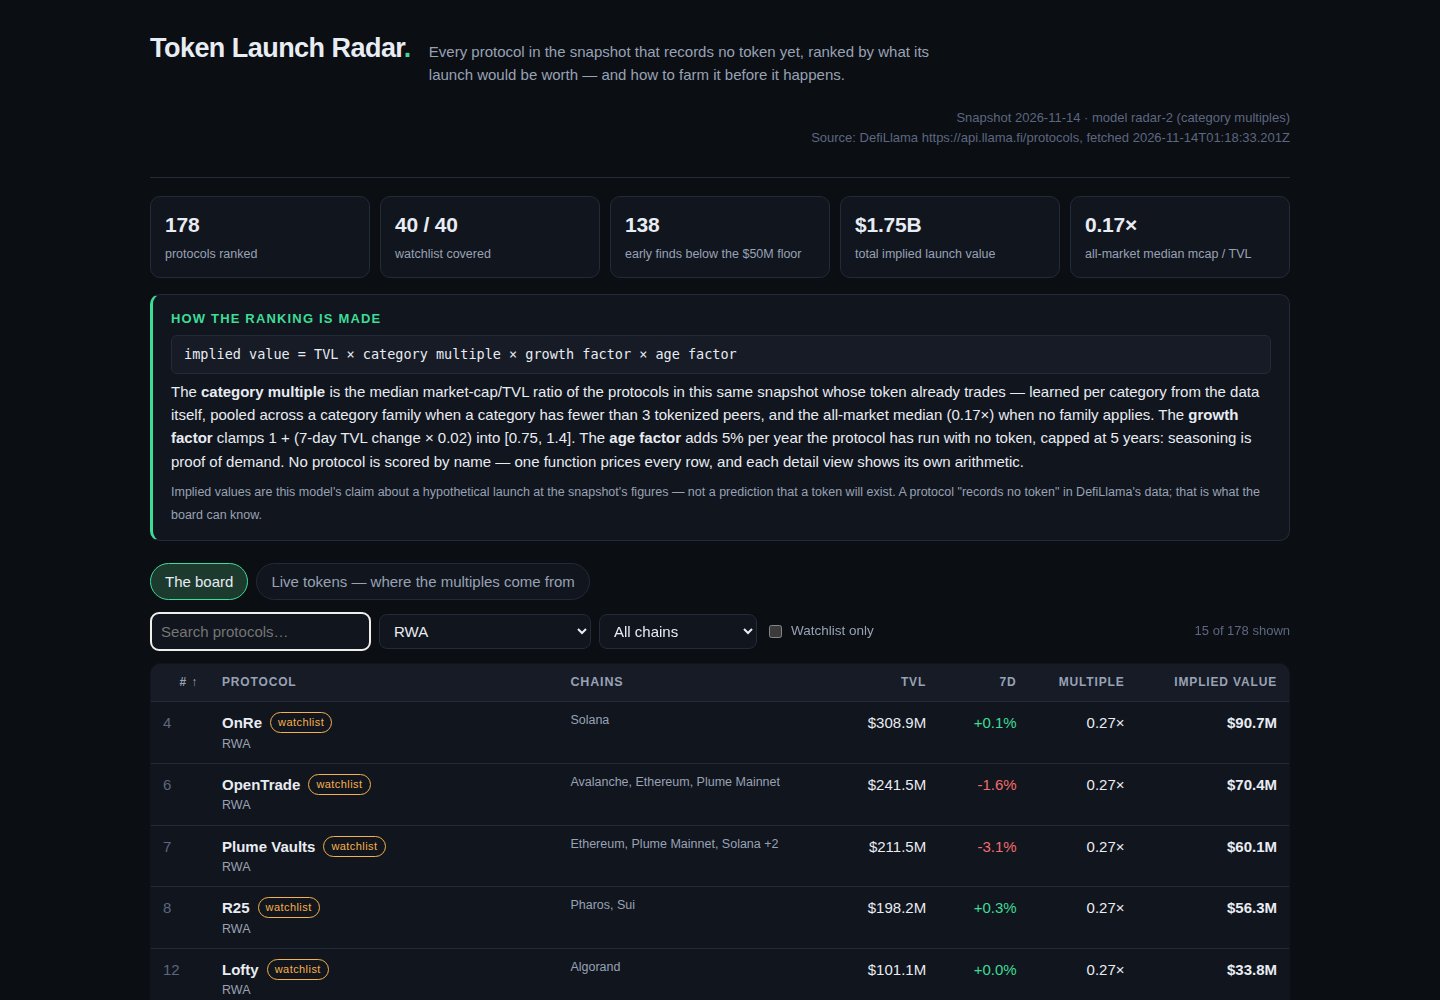 Token Launch Radar.
Every protocol in the snapshot that records no token yet, ranked by what its
launch would be worth — and how to farm it before it happens.
Snapshot 2026-11-14 · model radar-2 (category multiples)
Source: DefiLlama https://api.llama.fi/protocols, fetched 2026-11-14T01:18:33.201Z
178
protocols ranked
40 / 40
watchlist covered
138
early finds below the $50M floor
$1.75B
total implied launch value
0.17×
all-market median mcap / TVL
HOW THE RANKING IS MADE
implied value = TVL × category multiple × growth factor × age factor
The category multiple is the median market-cap/TVL ratio of the protocols in this same snapshot whose token already trades — learned per category from the data
itself, pooled across a category family when a category has fewer than 3 tokenized peers, and the all-market median (0.17×) when no family applies. The growth
factor clamps 1 + (7-day TVL change × 0.02) into [0.75, 1.4]. The age factor adds 5% per year the protocol has run with no token, capped at 5 years: seasoning is
proof of demand. No protocol is scored by name — one function prices every row, and each detail view shows its own arithmetic.
Implied values are this model's claim about a hypothetical launch at the snapshot's figures — not a prediction that a token will exist. A protocol "records no token" in DefiLlama's data; that is what the
board can know.
The board
Live tokens — where the multiples come from
Search protocols…
RWA
All chains
Watchlist only
15 of 178 shown
# ↑ PROTOCOL CHAINS TVL 7D MULTIPLE IMPLIED VALUE
4 OnRe watchlist Solana $308.9M +0.1% 0.27× $90.7M
RWA
6 OpenTrade watchlist Avalanche, Ethereum, Plume Mainnet $241.5M -1.6% 0.27× $70.4M
RWA
7 Plume Vaults watchlist Ethereum, Plume Mainnet, Solana +2 $211.5M -3.1% 0.27× $60.1M
RWA
8 R25 watchlist Pharos, Sui $198.2M +0.3% 0.27× $56.3M
RWA
12 Lofty watchlist Algorand $101.1M +0.0% 0.27× $33.8M
RWA